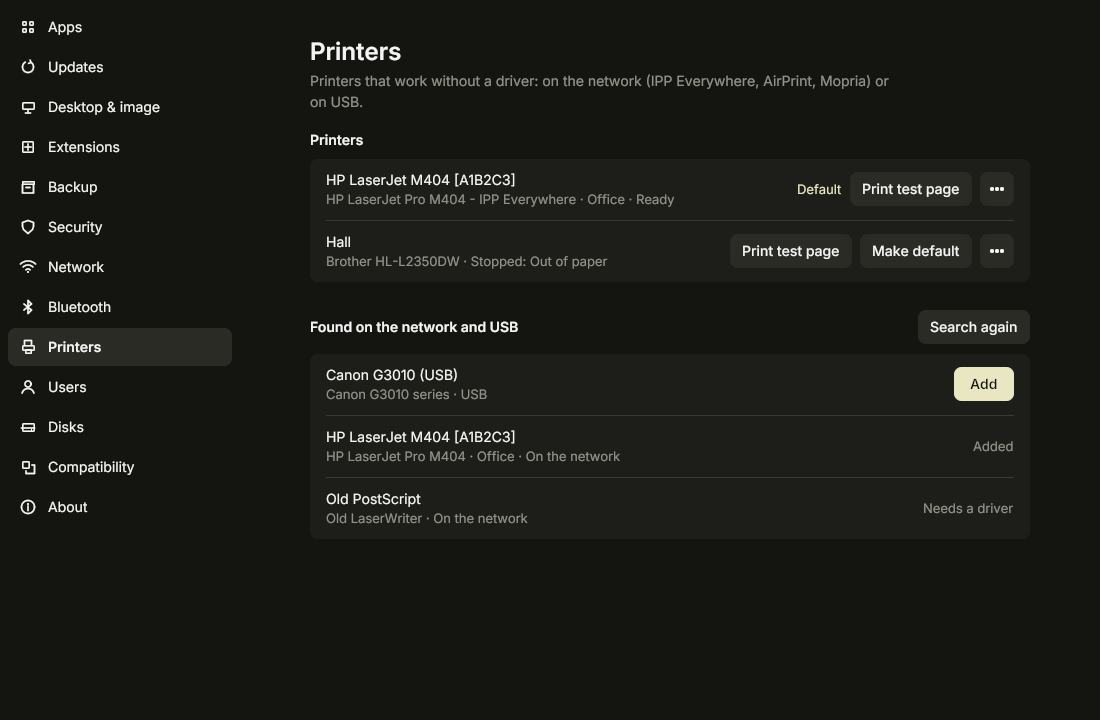 Apps
Updates
Desktop & image
Extensions
Backup
Security
Network
Bluetooth
Printers
Users
Disks
Compatibility
About
Printers
Printers that work without a driver: on the network (IPP Everywhere, AirPrint, Mopria) or
on USB.
Printers
HP LaserJet M404 [A1B2C3]
HP LaserJet Pro M404 - IPP Everywhere · Office · Ready
Default
Print test page
Hall
Brother HL-L2350DW · Stopped: Out of paper
Print test page
Make default
Found on the network and USB
Search again
Canon G3010 (USB)
Canon G3010 series · USB
Add
HP LaserJet M404 [A1B2C3]
HP LaserJet Pro M404 · Office · On the network
Added
Old PostScript
Old LaserWriter · On the network
Needs a driver